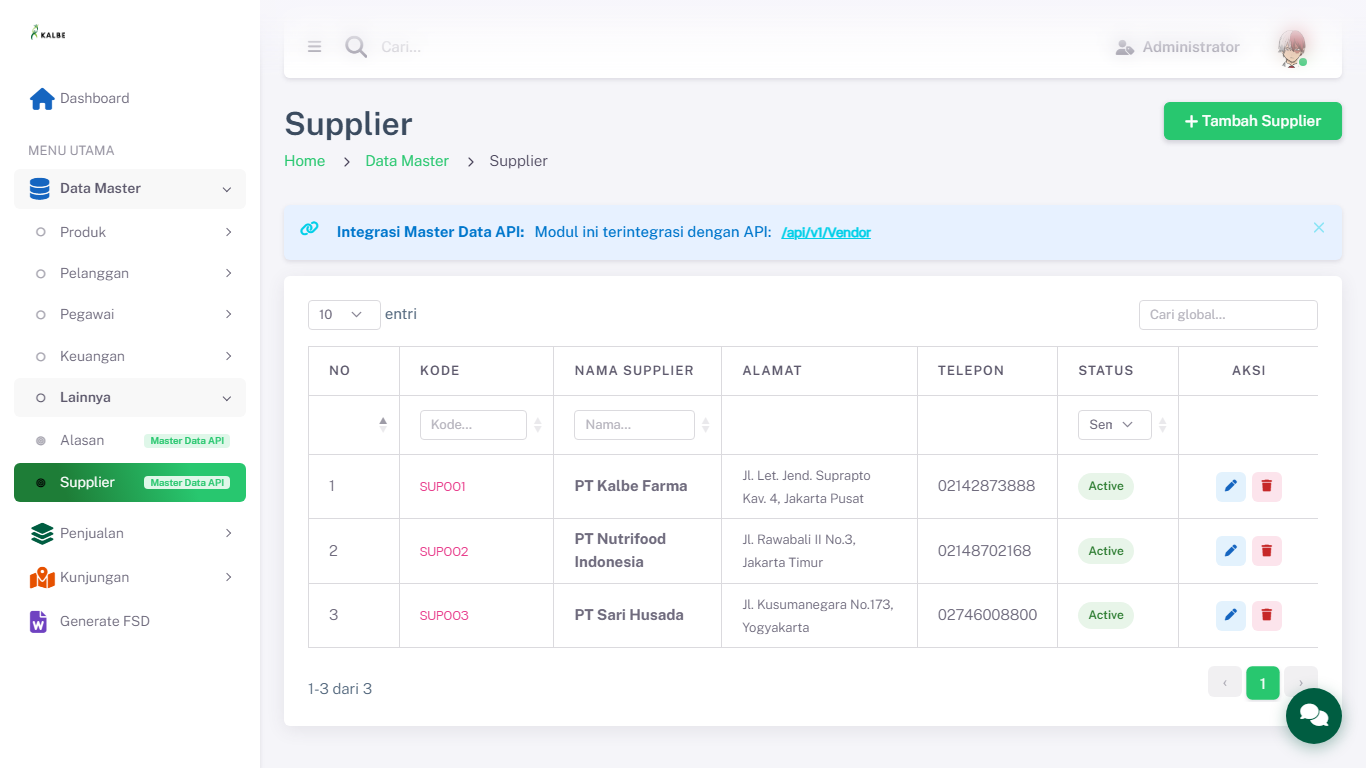 KALBE
Cari...
Administrator
Dashboard
MENU UTAMA
Data Master
Produk
Pelanggan
Pegawai
Keuangan
Lainnya
Alasan Master Data API
Supplier Master Data API
Penjualan
Kunjungan
Generate FSD
Supplier
Tambah Supplier
Home > Data Master > Supplier
Integrasi Master Data API: Modul ini terintegrasi dengan API: /api/v1/Vendor
10 entri
Cari global...
NO KODE NAMA SUPPLIER ALAMAT TELEPON STATUS AKSI
Kode... Nama... Sen
1 SUP001 PT Kalbe Farma Jl. Let. Jend. Suprapto
Kav. 4, Jakarta Pusat 02142873888 Active
2 SUP002 PT Nutrifood
Indonesia Jl. Rawabali II No.3,
Jakarta Timur 02148702168 Active
3 SUP003 PT Sari Husada Jl. Kusumanegara No.173,
Yogyakarta 02746008800 Active
1-3 dari 3
‹ 1 ›